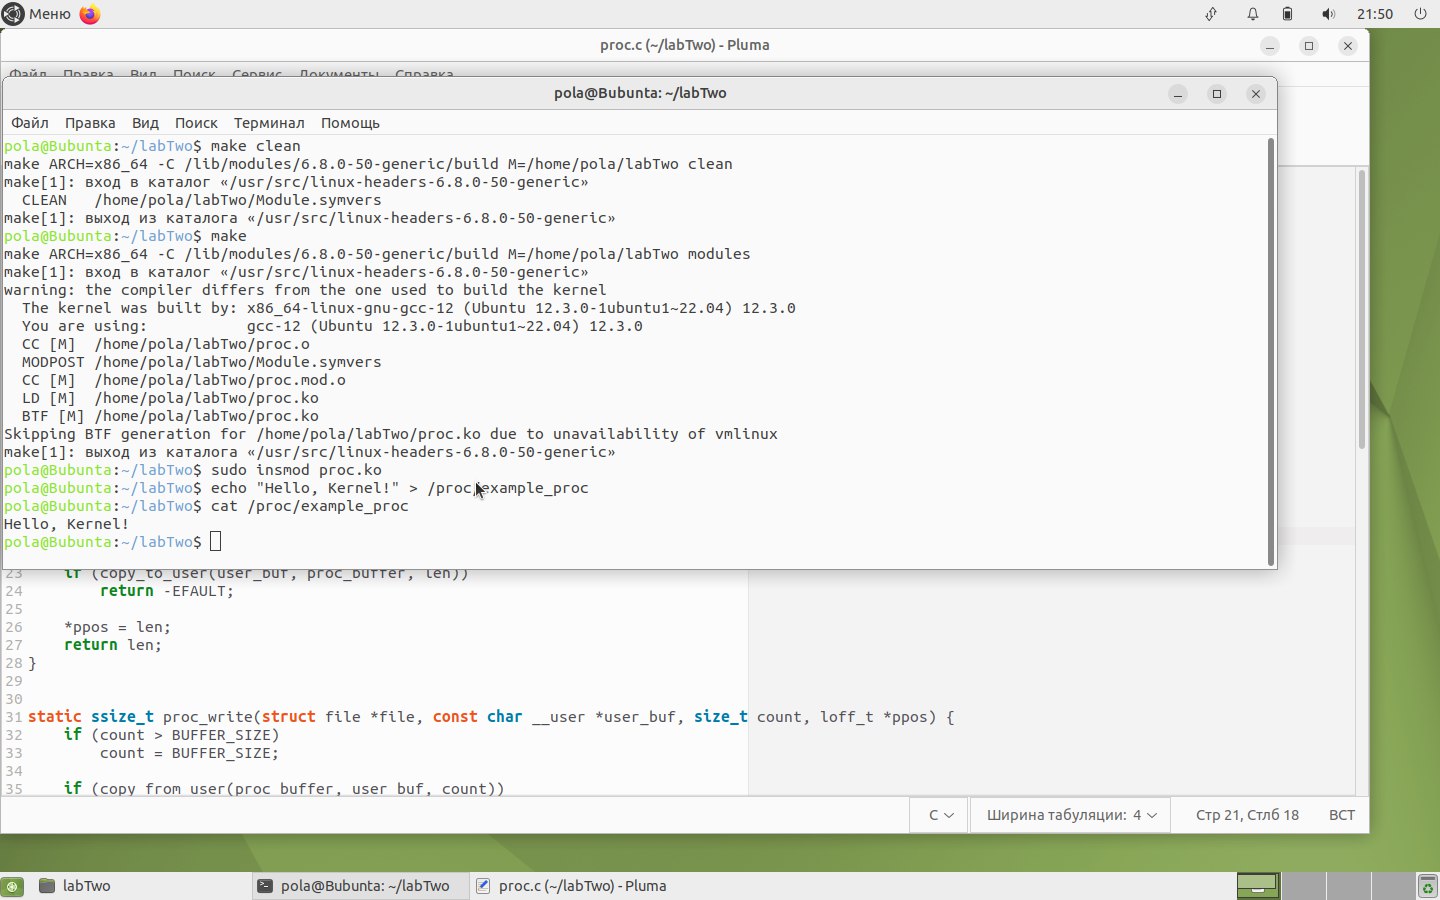 Меню
21:50
proc.c (~/labTwo) - Pluma
Файл Правка Вид Поиск Сервис Документы Справка
pola@Bubunta: ~/labTwo
Файл Правка Вид Поиск Терминал Помощь
pola@Bubunta:~/labTwo$ make clean
make ARCH=x86_64 -C /lib/modules/6.8.0-50-generic/build M=/home/pola/labTwo clean
make[1]: вход в каталог «/usr/src/linux-headers-6.8.0-50-generic»
  CLEAN   /home/pola/labTwo/Module.symvers
make[1]: выход из каталога «/usr/src/linux-headers-6.8.0-50-generic»
pola@Bubunta:~/labTwo$ make
make ARCH=x86_64 -C /lib/modules/6.8.0-50-generic/build M=/home/pola/labTwo modules
make[1]: вход в каталог «/usr/src/linux-headers-6.8.0-50-generic»
warning: the compiler differs from the one used to build the kernel
  The kernel was built by: x86_64-linux-gnu-gcc-12 (Ubuntu 12.3.0-1ubuntu1~22.04) 12.3.0
  You are using:           gcc-12 (Ubuntu 12.3.0-1ubuntu1~22.04) 12.3.0
  CC [M]  /home/pola/labTwo/proc.o
  MODPOST /home/pola/labTwo/Module.symvers
  CC [M]  /home/pola/labTwo/proc.mod.o
  LD [M]  /home/pola/labTwo/proc.ko
  BTF [M] /home/pola/labTwo/proc.ko
Skipping BTF generation for /home/pola/labTwo/proc.ko due to unavailability of vmlinux
make[1]: выход из каталога «/usr/src/linux-headers-6.8.0-50-generic»
pola@Bubunta:~/labTwo$ sudo insmod proc.ko
pola@Bubunta:~/labTwo$ echo "Hello, Kernel!" > /proc/example_proc
pola@Bubunta:~/labTwo$ cat /proc/example_proc
Hello, Kernel!
pola@Bubunta:~/labTwo$
23     if (copy_to_user(user_buf, proc_buffer, len))
24         return -EFAULT;
25
26     *ppos = len;
27     return len;
28 }
29
30
31 static ssize_t proc_write(struct file *file, const char __user *user_buf, size_t count, loff_t *ppos) {
32     if (count > BUFFER_SIZE)
33         count = BUFFER_SIZE;
34
35     if (copy_from_user(proc_buffer, user_buf, count))
C Ширина табуляции: 4 Стр 21, Стлб 18 ВСТ
labTwo pola@Bubunta: ~/labTwo proc.c (~/labTwo) - Pluma